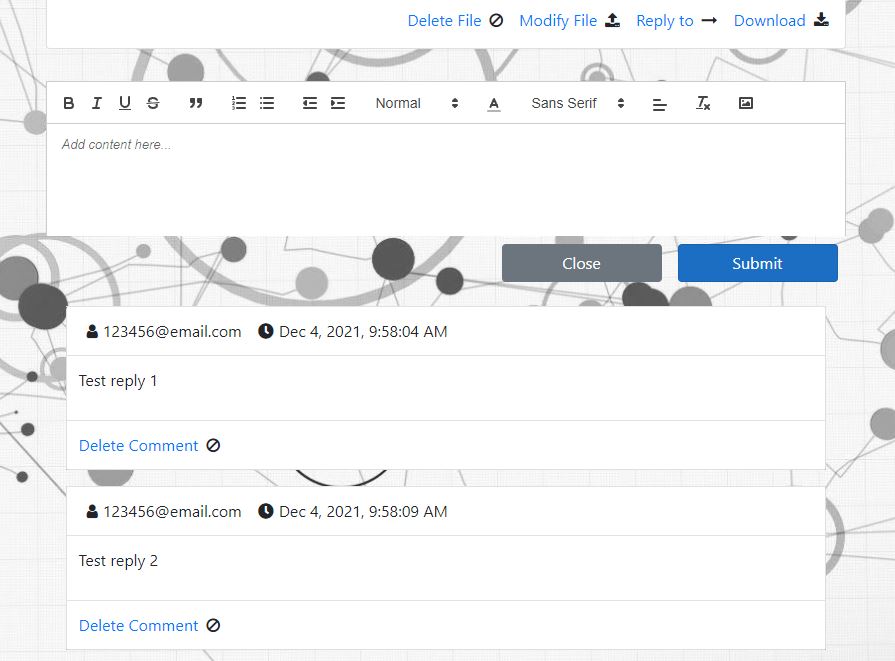 Delete File Modify File Reply to Download
B I U S Normal A Sans Serif Tx
Add content here...
Close Submit
123456@email.com Dec 4, 2021, 9:58:04 AM
Test reply 1
Delete Comment
123456@email.com Dec 4, 2021, 9:58:09 AM
Test reply 2
Delete Comment